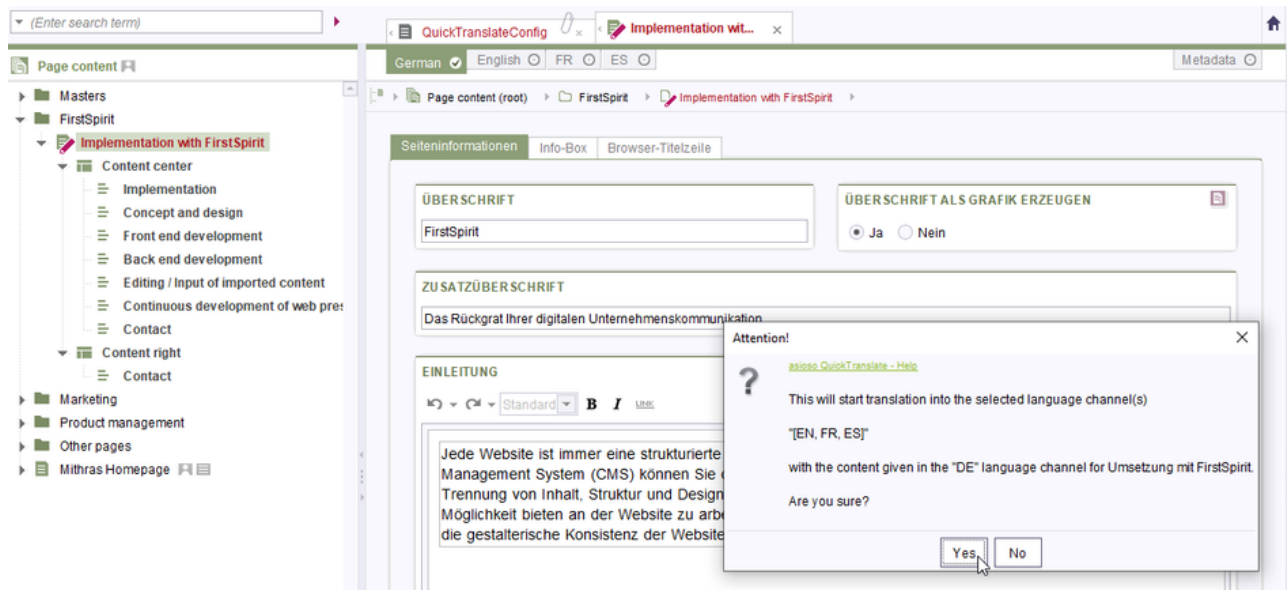 (Enter search term)
QuickTranslateConfig
Implementation wit...
Page content
German
English
FR
ES
Metadata
Page content (root)
FirstSpirit
Implementation with FirstSpirit
Masters
FirstSpirit
Implementation with FirstSpirit
Content center
Implementation
Concept and design
Front end development
Back end development
Editing / Input of imported content
Continuous development of web pres
Contact
Content right
Contact
Marketing
Product management
Other pages
Mithras Homepage
Seiteninformationen
Info-Box
Browser-Titelzeile
ÜBERSCHRIFT
FirstSpirit
ÜBERSCHRIFT ALS GRAFIK ERZEUGEN
Ja
Nein
ZUSATZÜBERSCHRIFT
Das Rückgrat Ihrer digitalen Unternehmenskommunikation
EINLEITUNG
Standard
B
I
LINK
Jede Website ist immer eine strukturierte
Management System (CMS) können Sie
Trennung von Inhalt, Struktur und Design
Möglichkeit bieten an der Website zu arbe
die gestalterische Konsistenz der Website
Attention!
asioso QuickTranslate - Help
This will start translation into the selected language channel(s)
"[EN, FR, ES]"
with the content given in the "DE" language channel for Umsetzung mit FirstSpirit.
Are you sure?
Yes
No